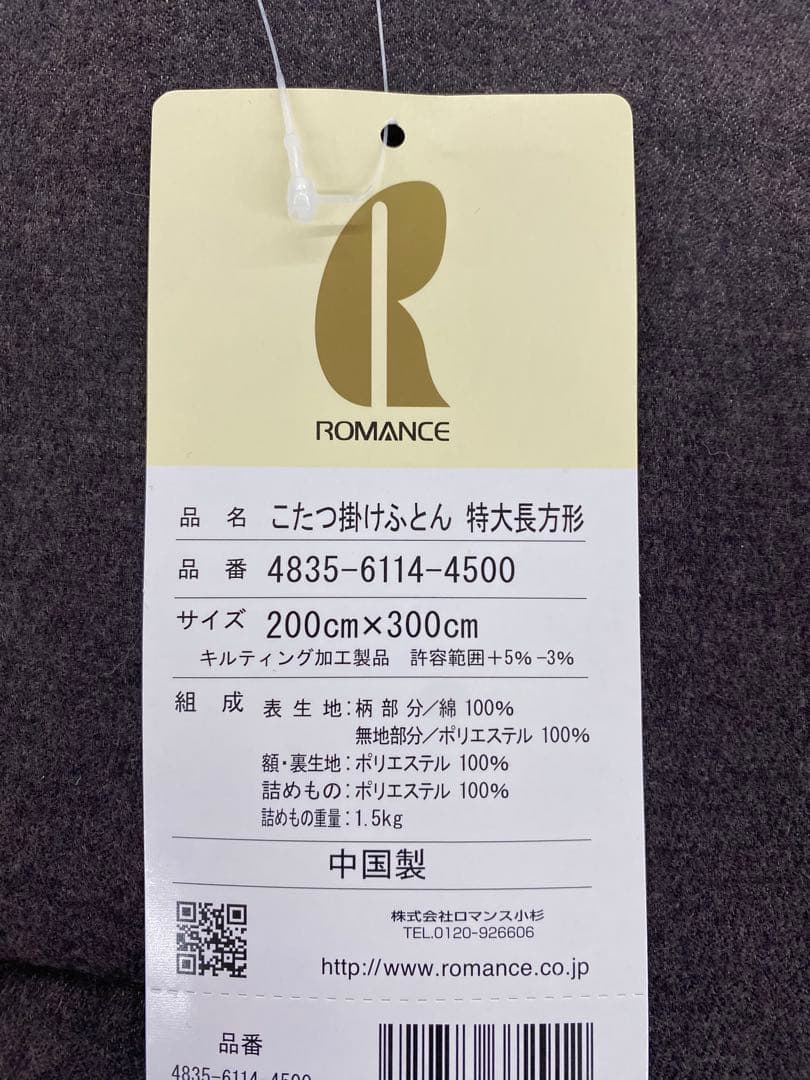 ROMANCE
品名 こたつ掛けふとん 特大長方形
品番 4835-6114-4500
サイズ 200cm×300cm
キルティング加工製品 許容範囲+5% -3%
組成 表生地:柄部分/綿 100%
無地部分/ポリエステル 100%
額・裏生地:ポリエステル 100%
詰めもの:ポリエステル 100%
詰めもの重量:1.5kg
中国製
株式会社ロマンス小杉
TEL.0120-926606
http://www.romance.co.jp
品番
4835-6114-4500